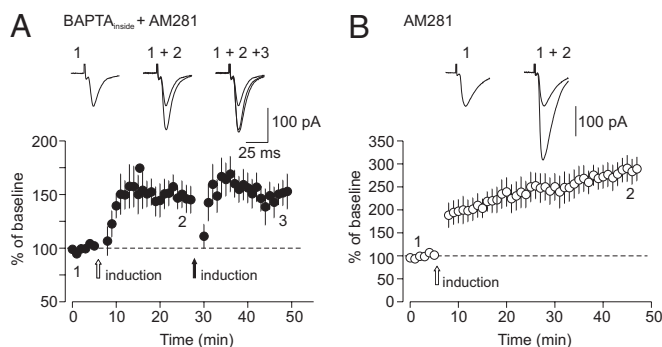 A
BAPTAinside + AM281
1
1 + 2
1 + 2 +3
100 pA
25 ms
% of baseline
200
150
100
50
1
2
3
induction
induction
0
10
20
30
40
50
Time (min)
B
AM281
1
1 + 2
100 pA
% of baseline
350
300
250
200
150
100
50
0
1
2
induction
0
10
20
30
40
50
Time (min)